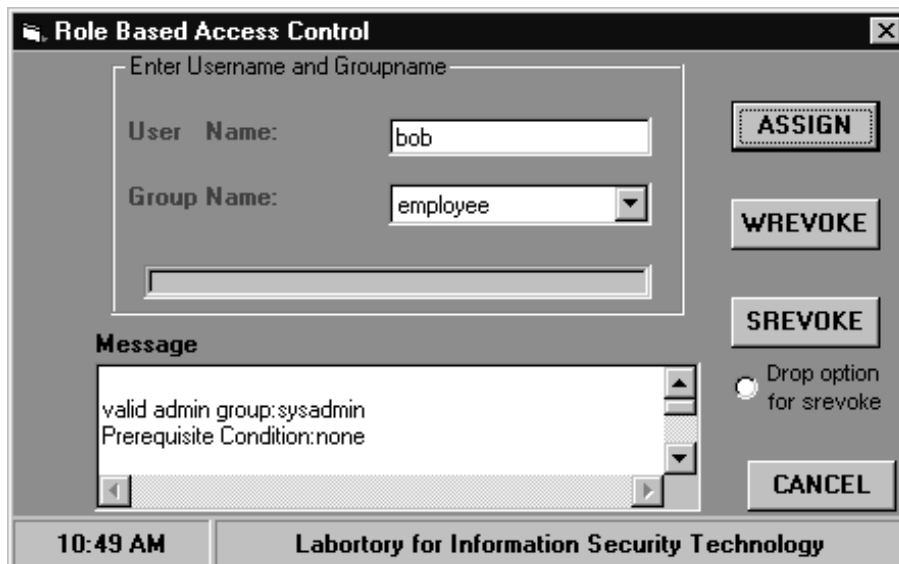 Role Based Access Control
Enter Username and Groupname
User Name:
bob
ASSIGN
Group Name:
employee
WREVOKE
SREVOKE
Message
Drop option
for srevoke
valid admin group:sysadmin
Prerequisite Condition:none
CANCEL
10:49 AM
Labortory for Information Security Technology